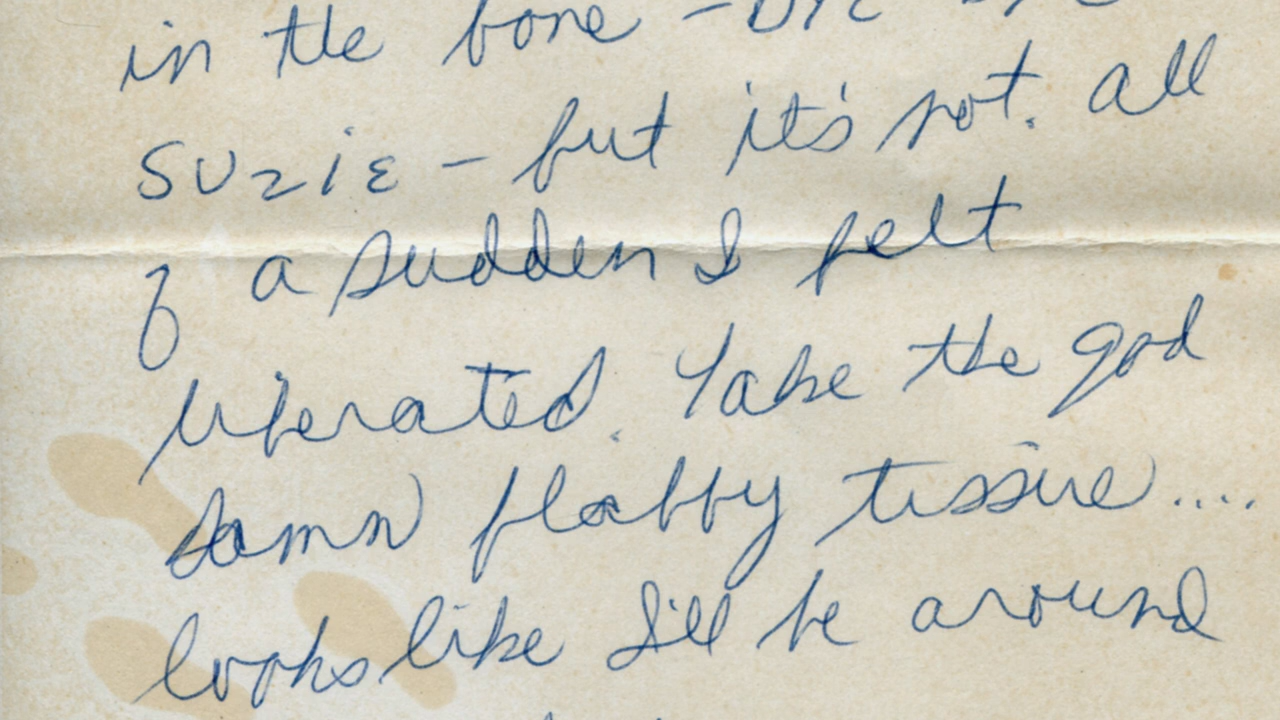 in the bone -
SUZIE - but it's not. All
of a sudden I felt
liberated. Take the god
damn flabby tissue....
looks like I'll be around